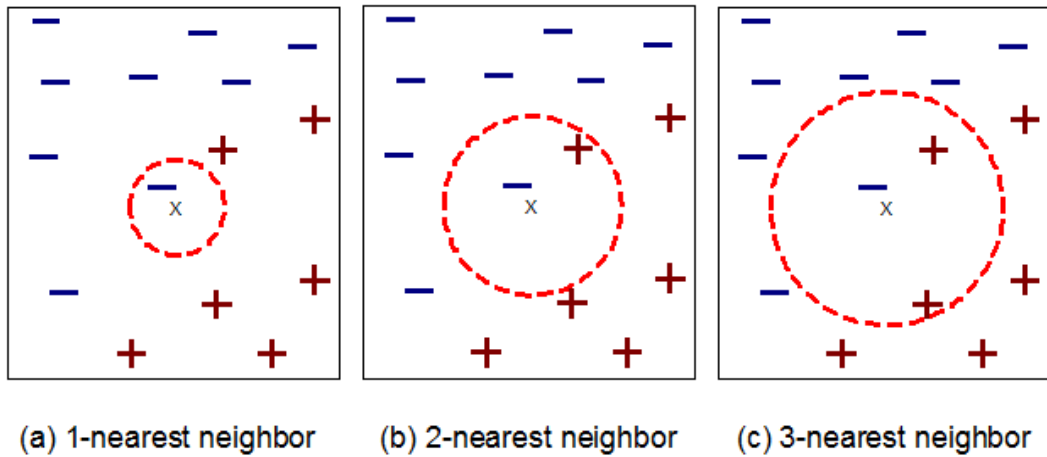 X
X
X
(a) 1-nearest neighbor
(b) 2-nearest neighbor
(c) 3-nearest neighbor